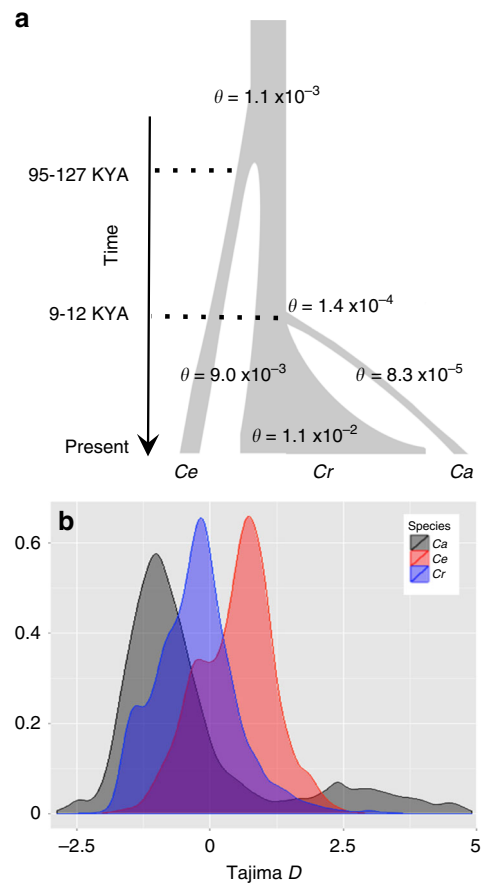 a
θ = 1.1 x10⁻³
95-127 KYA
Time
9-12 KYA
θ = 1.4 x10⁻⁴
θ = 9.0 x10⁻³
θ = 8.3 x10⁻⁵
Present
θ = 1.1 x10⁻²
Ce
Cr
Ca
b
Species
Ca
Ce
Cr
0.6
0.4
0.2
0
−2.5
0
2.5
5
Tajima D